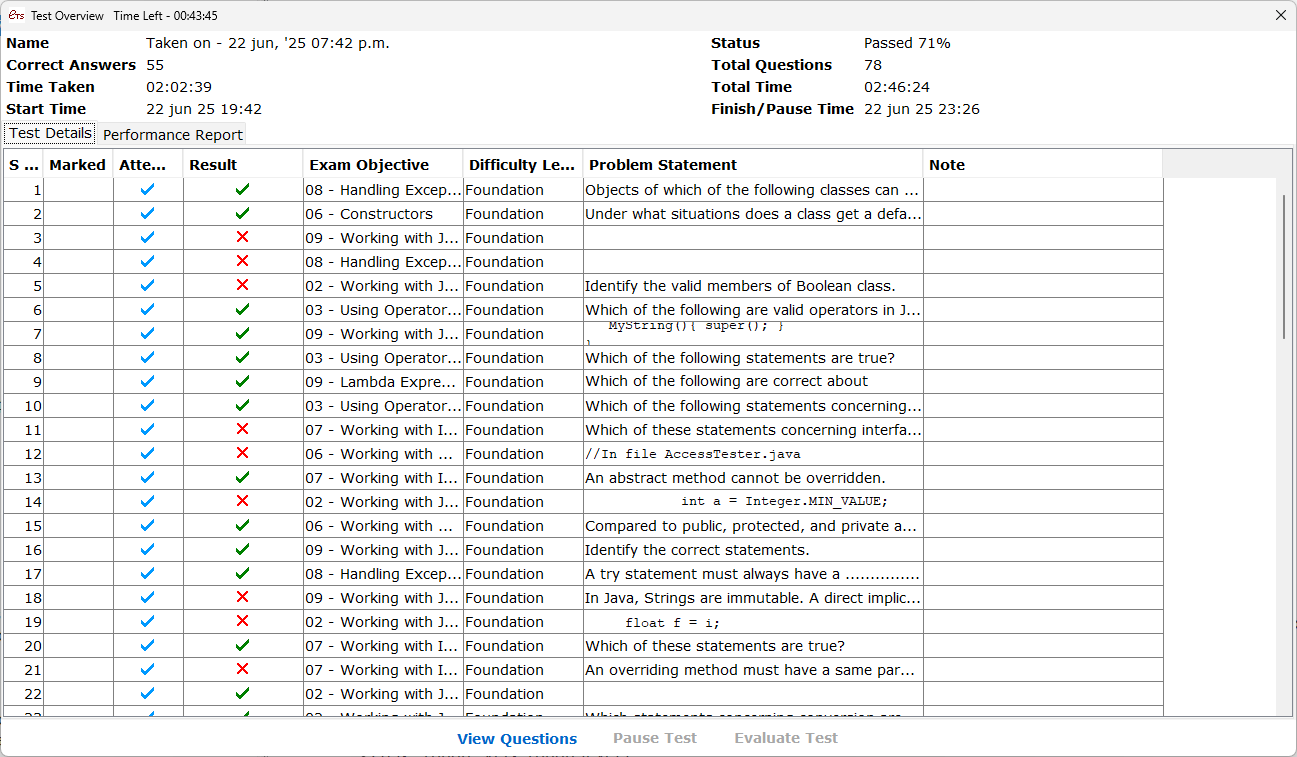 ETS Test Overview Time Left - 00:43:45
Name Taken on - 22 jun, '25 07:42 p.m. Status Passed 71%
Correct Answers 55 Total Questions 78
Time Taken 02:02:39 Total Time 02:46:24
Start Time 22 jun 25 19:42 Finish/Pause Time 22 jun 25 23:26
Test Details Performance Report
S ... Marked Atte... Result Exam Objective Difficulty Le... Problem Statement Note
1 08 - Handling Excep... Foundation Objects of which of the following classes can ...
2 06 - Constructors Foundation Under what situations does a class get a defa...
3 09 - Working with J... Foundation
4 08 - Handling Excep... Foundation
5 02 - Working with J... Foundation Identify the valid members of Boolean class.
6 03 - Using Operator... Foundation Which of the following are valid operators in J...
7 09 - Working with J... Foundation MyString(){ super(); }
8 03 - Using Operator... Foundation Which of the following statements are true?
9 09 - Lambda Expre... Foundation Which of the following are correct about
10 03 - Using Operator... Foundation Which of the following statements concerning...
11 07 - Working with I... Foundation Which of these statements concerning interfa...
12 06 - Working with ... Foundation //In file AccessTester.java
13 07 - Working with I... Foundation An abstract method cannot be overridden.
14 02 - Working with J... Foundation int a = Integer.MIN_VALUE;
15 06 - Working with ... Foundation Compared to public, protected, and private a...
16 09 - Working with J... Foundation Identify the correct statements.
17 08 - Handling Excep... Foundation A try statement must always have a ...............
18 09 - Working with J... Foundation In Java, Strings are immutable. A direct implic...
19 02 - Working with J... Foundation float f = i;
20 07 - Working with I... Foundation Which of these statements are true?
21 07 - Working with I... Foundation An overriding method must have a same par...
22 02 - Working with J... Foundation
View Questions Pause Test Evaluate Test